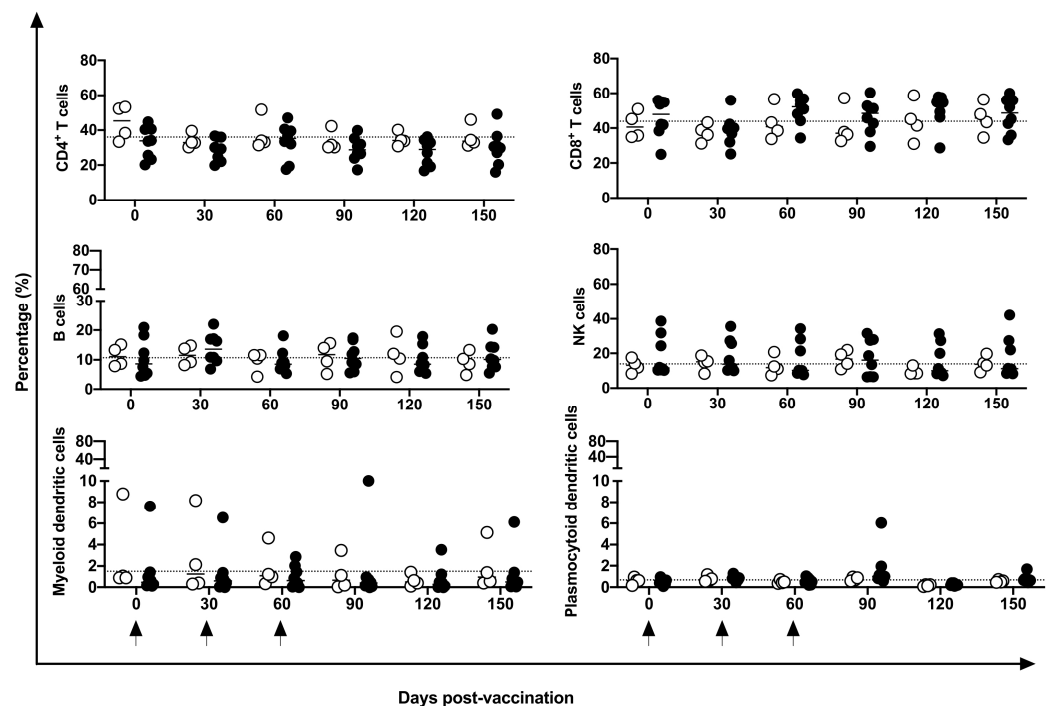 Percentage (%)
CD4+ T cells
80
60
40
20
0
0 30 60 90 120 150
CD8+ T cells
80
60
40
20
0
0 30 60 90 120 150
B cells
80
70
60
30
20
10
0
0 30 60 90 120 150
NK cells
80
60
40
20
0
0 30 60 90 120 150
Myeloid dendritic cells
80
40
10
8
6
4
2
0
0 30 60 90 120 150
Plasmocytoid dendritic cells
80
40
10
8
6
4
2
0
0 30 60 90 120 150
Days post-vaccination